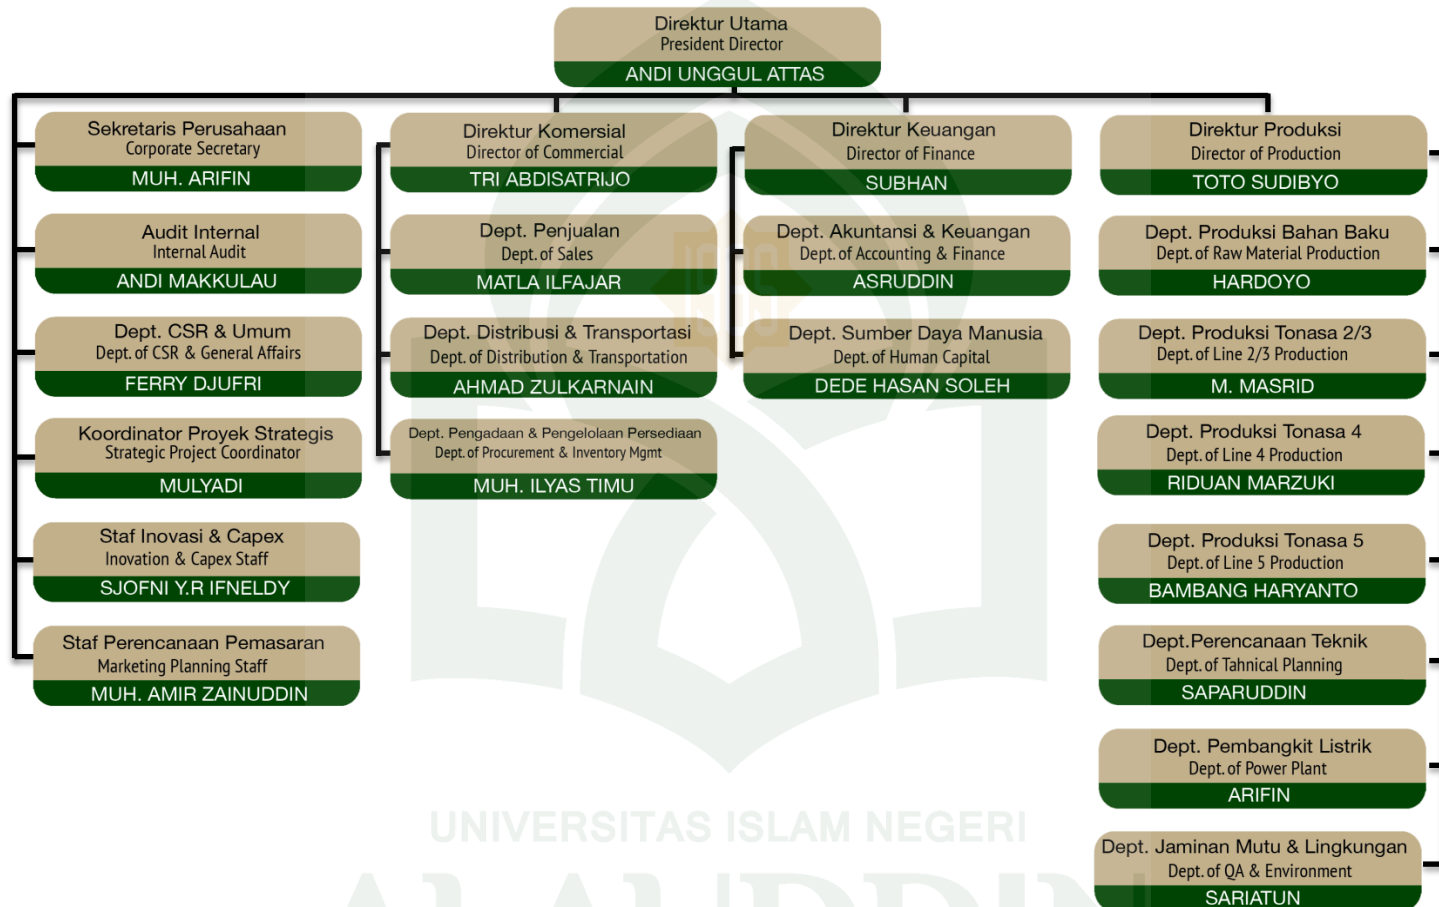 Direktur Utama
President Director
ANDI UNGGUL ATTAS
Sekretaris Perusahaan
Corporate Secretary
MUH. ARIFIN
Audit Internal
Internal Audit
ANDI MAKKULAU
Dept. CSR & Umum
Dept. of CSR & General Affairs
FERRY DJUFRI
Koordinator Proyek Strategis
Strategic Project Coordinator
MULYADI
Staf Inovasi & Capex
Inovation & Capex Staff
SJOFNI Y.R IFNELDY
Staf Perencanaan Pemasaran
Marketing Planning Staff
MUH. AMIR ZAINUDDIN
Direktur Komersial
Director of Commercial
TRI ABDISATRIJO
Dept. Penjualan
Dept. of Sales
MATLA ILFAJAR
Dept. Distribusi & Transportasi
Dept. of Distribution & Transportation
AHMAD ZULKARNAIN
Dept. Pengadaan & Pengelolaan Persediaan
Dept. of Procurement & Inventory Mgmt
MUH. ILYAS TIMU
Direktur Keuangan
Director of Finance
SUBHAN
Dept. Akuntansi & Keuangan
Dept. of Accounting & Finance
ASRUDDIN
Dept. Sumber Daya Manusia
Dept. of Human Capital
DEDE HASAN SOLEH
Direktur Produksi
Director of Production
TOTO SUDIBYO
Dept. Produksi Bahan Baku
Dept. of Raw Material Production
HARDOYO
Dept. Produksi Tonasa 2/3
Dept. of Line 2/3 Production
M. MASRID
Dept. Produksi Tonasa 4
Dept. of Line 4 Production
RIDUAN MARZUKI
Dept. Produksi Tonasa 5
Dept. of Line 5 Production
BAMBANG HARYANTO
Dept.Perencanaan Teknik
Dept. of Tahnical Planning
SAPARUDDIN
Dept. Pembangkit Listrik
Dept. of Power Plant
ARIFIN
Dept. Jaminan Mutu & Lingkungan
Dept. of QA & Environment
SARIATUN
UNIVERSITAS ISLAM NEGERI
ALAUDDIN